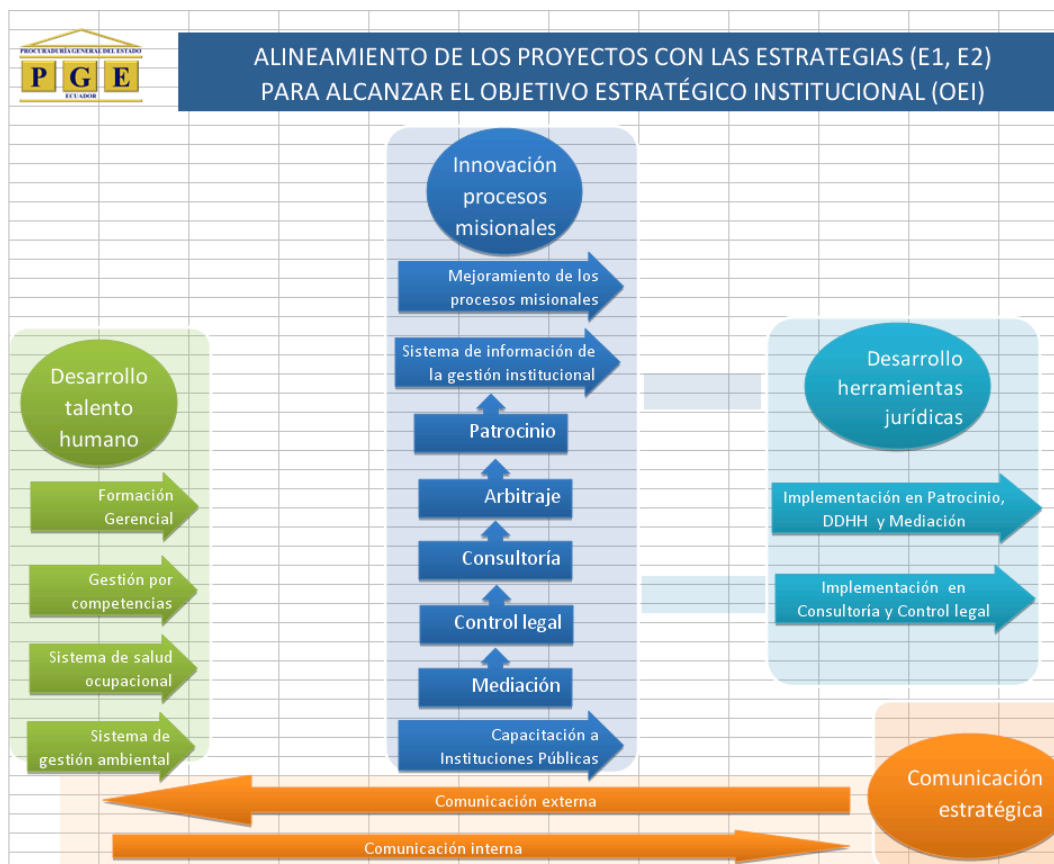 PROCURADURÍA GENERAL DEL ESTADO
P G E
ECUADOR
ALINEAMIENTO DE LOS PROYECTOS CON LAS ESTRATEGIAS (E1, E2)
PARA ALCANZAR EL OBJETIVO ESTRATÉGICO INSTITUCIONAL (OEI)
Desarrollo
talento
humano
Formación
Gerencial
Gestión por
competencias
Sistema de salud
ocupacional
Sistema de
gestión ambiental
Innovación
procesos
misionales
Mejoramiento de los
procesos misionales
Sistema de información de
la gestión institucional
Patrocinio
Arbitraje
Consultoría
Control legal
Mediación
Capacitación a
Instituciones Públicas
Desarrollo
herramientas
jurídicas
Implementación en Patrocinio,
DDHH y Mediación
Implementación en
Consultoría y Control legal
Comunicación
estratégica
Comunicación externa
Comunicación interna